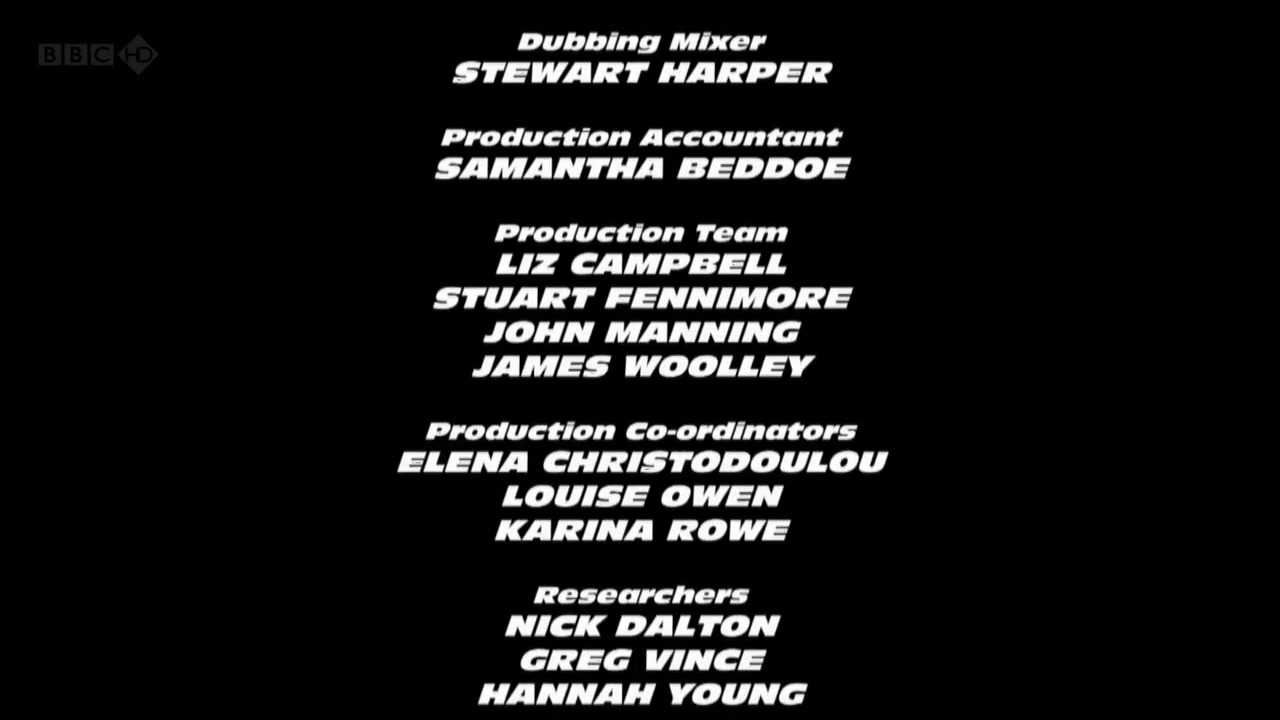 BBC HD
Dubbing Mixer
STEWART HARPER
Production Accountant
SAMANTHA BEDDOE
Production Team
LIZ CAMPBELL
STUART FENNIMORE
JOHN MANNING
JAMES WOOLLEY
Production Co-ordinators
ELENA CHRISTODOULOU
LOUISE OWEN
KARINA ROWE
Researchers
NICK DALTON
GREG VINCE
HANNAH YOUNG